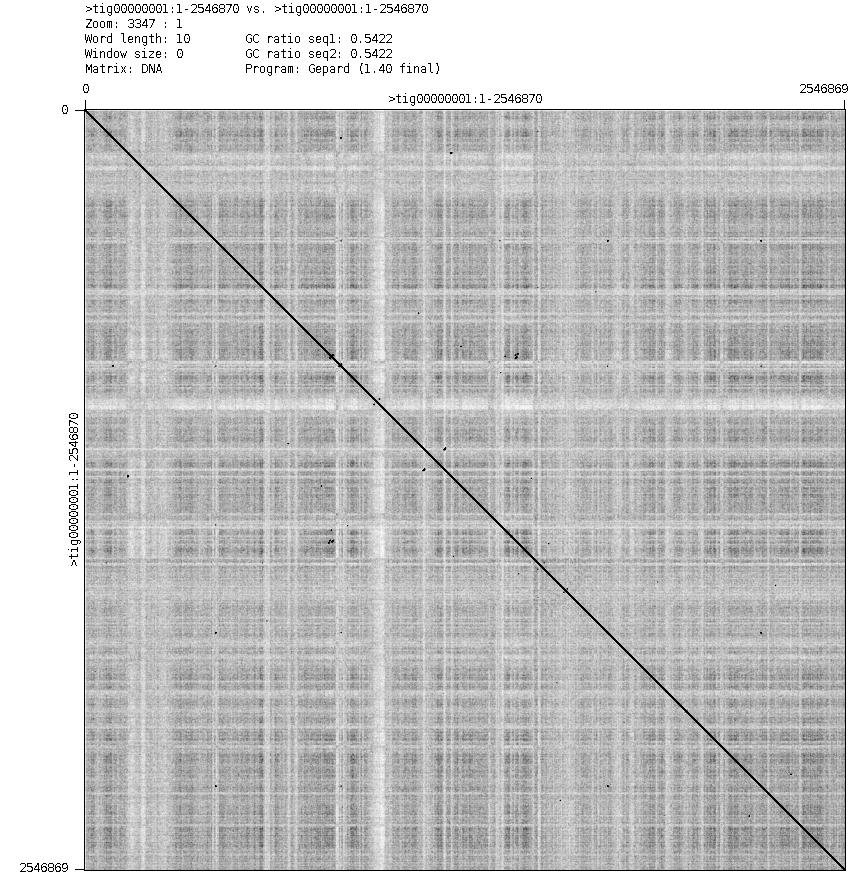 >tig00000001:1-2546870 vs. >tig00000001:1-2546870
Zoom: 3347 : 1
Word length: 10 GC ratio seq1: 0.5422
Window size: 0 GC ratio seq2: 0.5422
Matrix: DNA Program: Gepard (1.40 final)
0 2546869
>tig00000001:1-2546870
0
>tig00000001:1-2546870
2546869